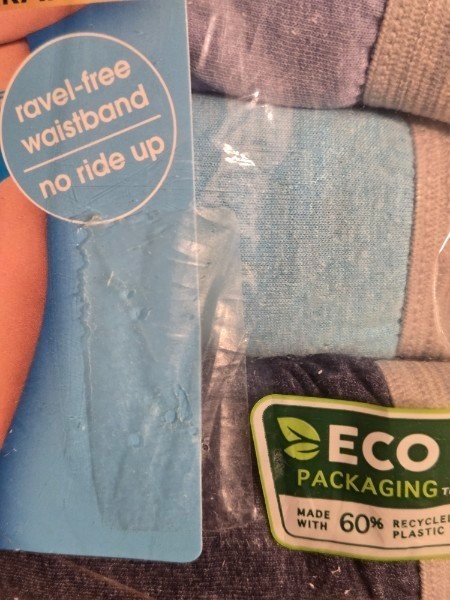 ravel-free
waistband
no ride up
ECO
PACKAGING
MADE
WITH
60%
RECYCLED
PLASTIC